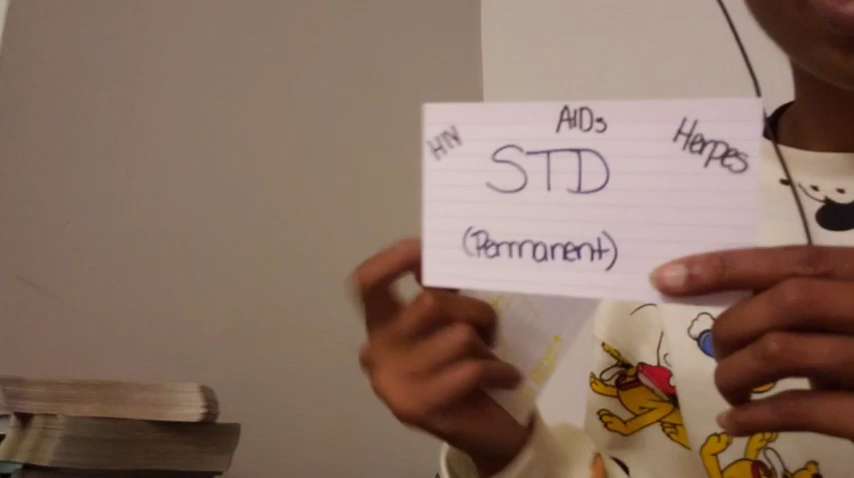 AIDs
HIV
Herpes
STD
(Permanent)